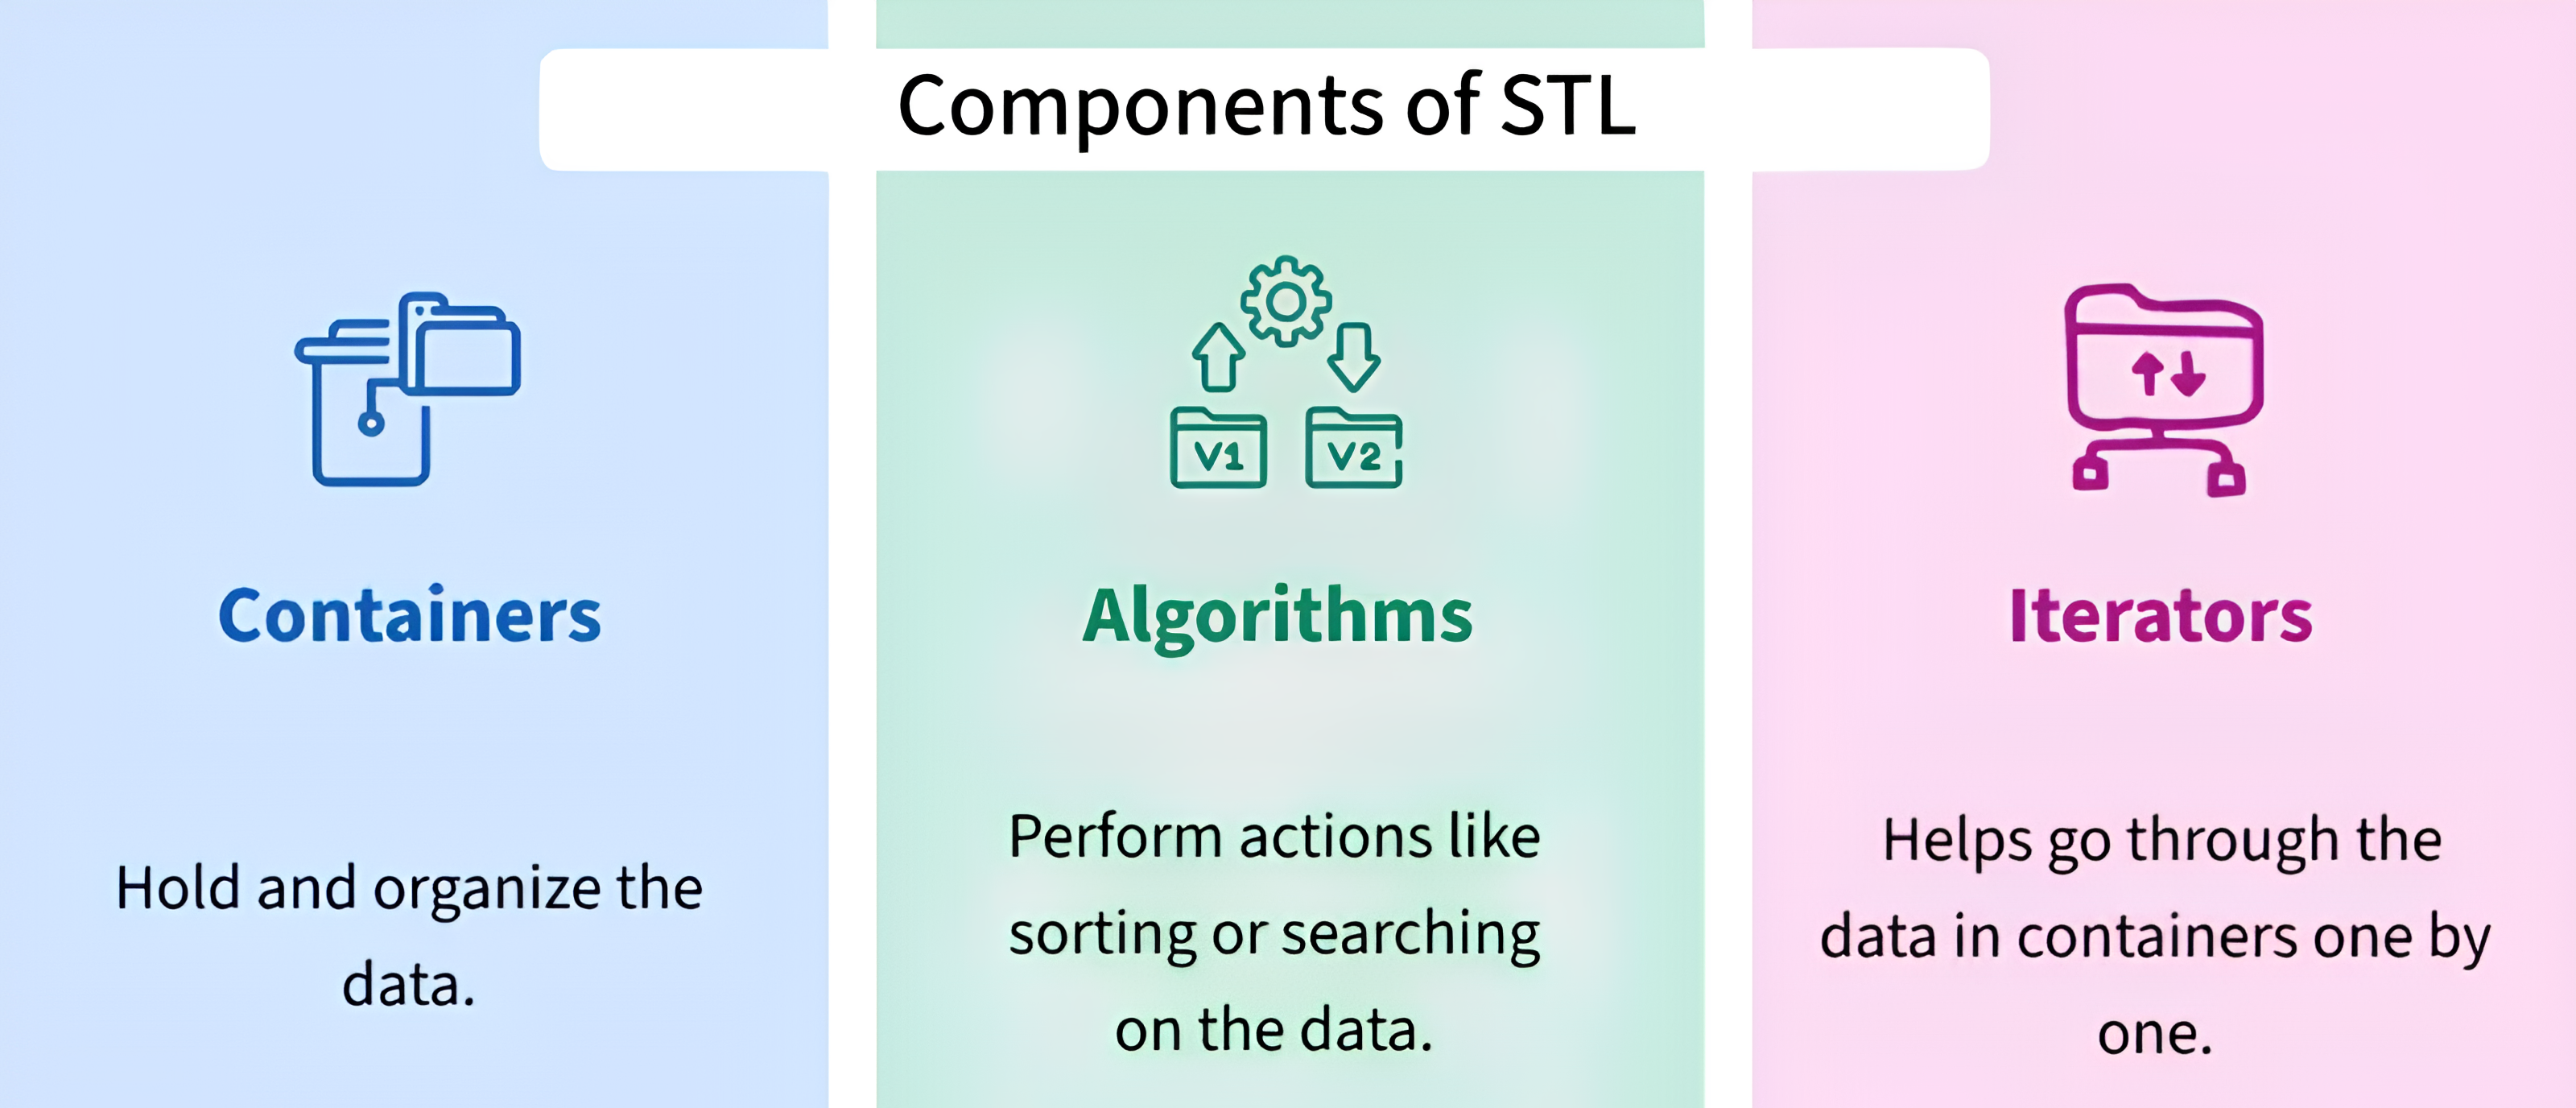 Components of STL
V1
V2
Containers
Algorithms
Iterators
Hold and organize the
data.
Perform actions like
sorting or searching
on the data.
Helps go through the
data in containers one by
one.